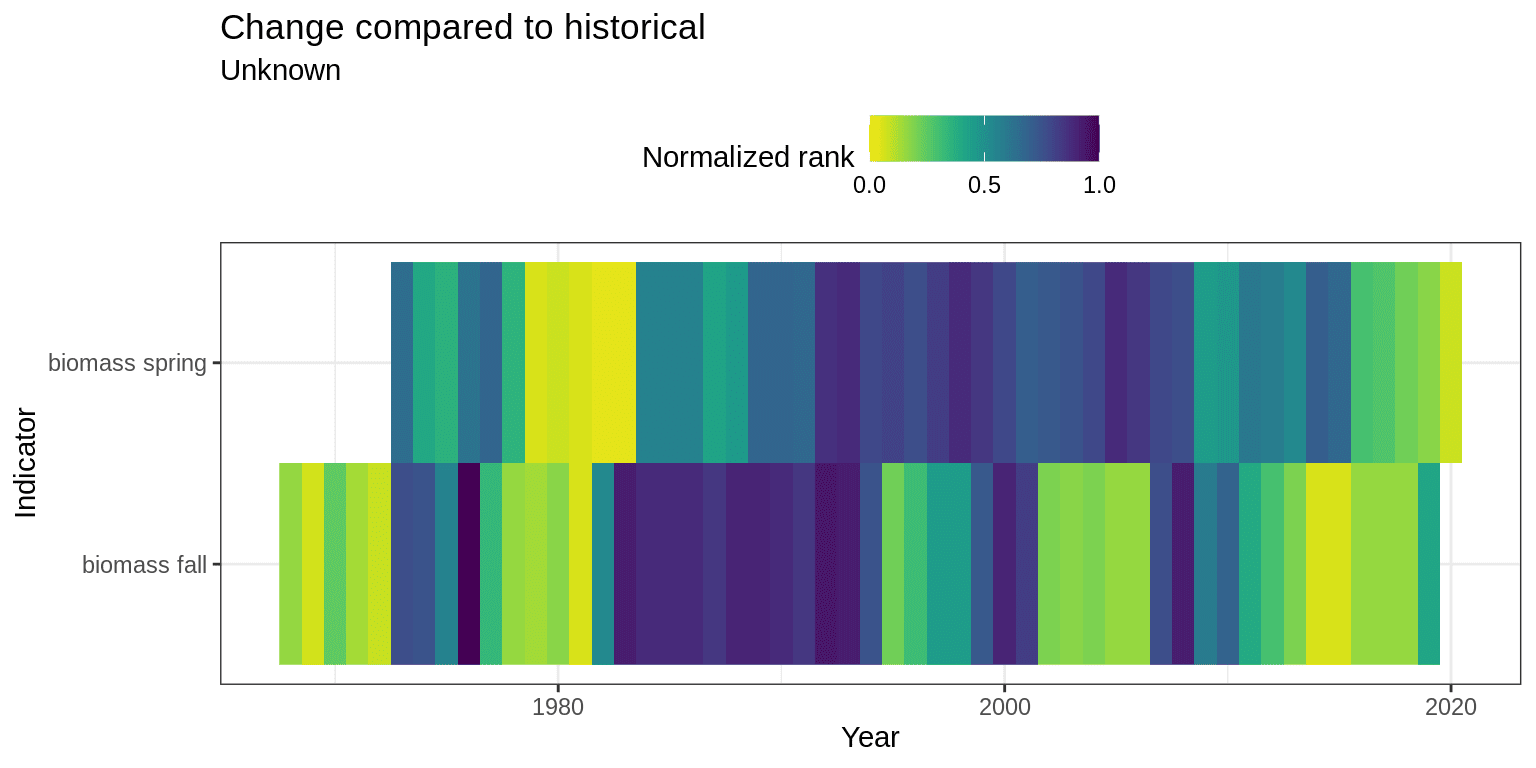 Change compared to historical
Unknown
Normalized rank
0.0 0.5 1.0
biomass spring
biomass fall
Indicator
1980 2000 2020
Year